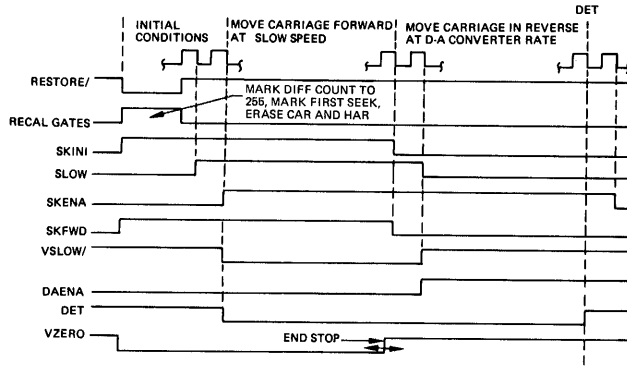 DET
INITIAL CONDITIONS
MOVE CARRIAGE FORWARD AT SLOW SPEED
MOVE CARRIAGE IN REVERSE AT D-A CONVERTER RATE
RESTORE/
MARK DIFF COUNT TO
255, MARK FIRST SEEK,
ERASE CAR AND HAR
RECAL GATES
SKINI
SLOW
SKENA
SKFWD
VSLOW/
DAENA
DET
END STOP
VZERO